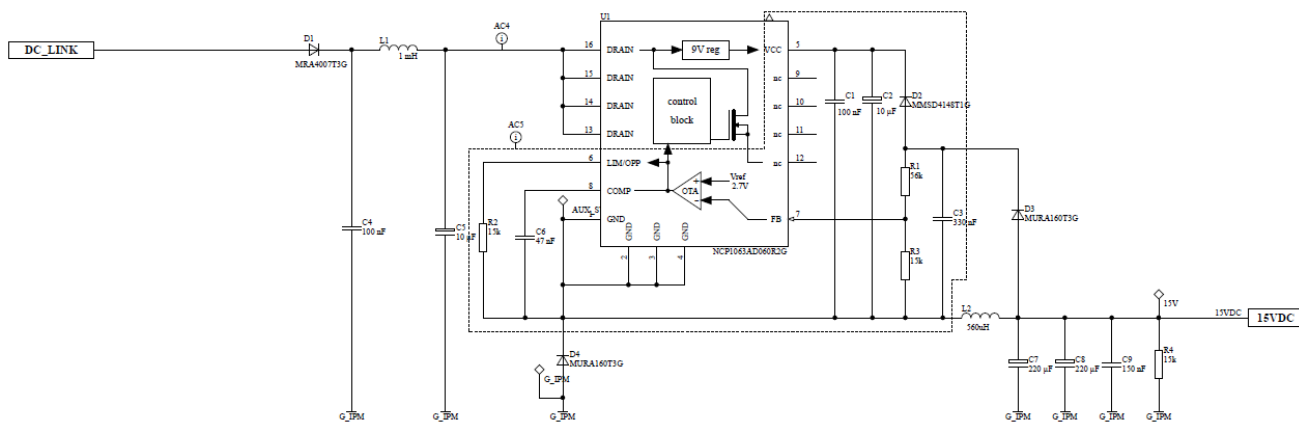 DC_LINK
D1
MRA4007T3G
L1
1 mH
AC4
U1
16
DRAIN
15
DRAIN
14
DRAIN
13
DRAIN
9V reg
VCC
5
nc
9
nc
10
nc
11
nc
12
control
block
AC5
6
LIM/OPP
8
COMP
GND
OTA
+
−
Vref
2.7V
FB
7
GND
GND
GND
2
3
4
NCP1063AD060R2G
C1
100 nF
C2
10 µF
D2
MMSD4148T1G
R1
56k
R3
15k
C3
330 nF
D3
MURA160T3G
C4
100 nF
C5
10 µF
R2
15k
C6
47 nF
D4
MURA160T3G
G_IPM
L2
560uH
15V
15VDC
15VDC
C7
220 µF
C8
220 µF
C9
150 nF
R4
15k
G_IPM
G_IPM
G_IPM
G_IPM
G_IPM
G_IPM
G_IPM